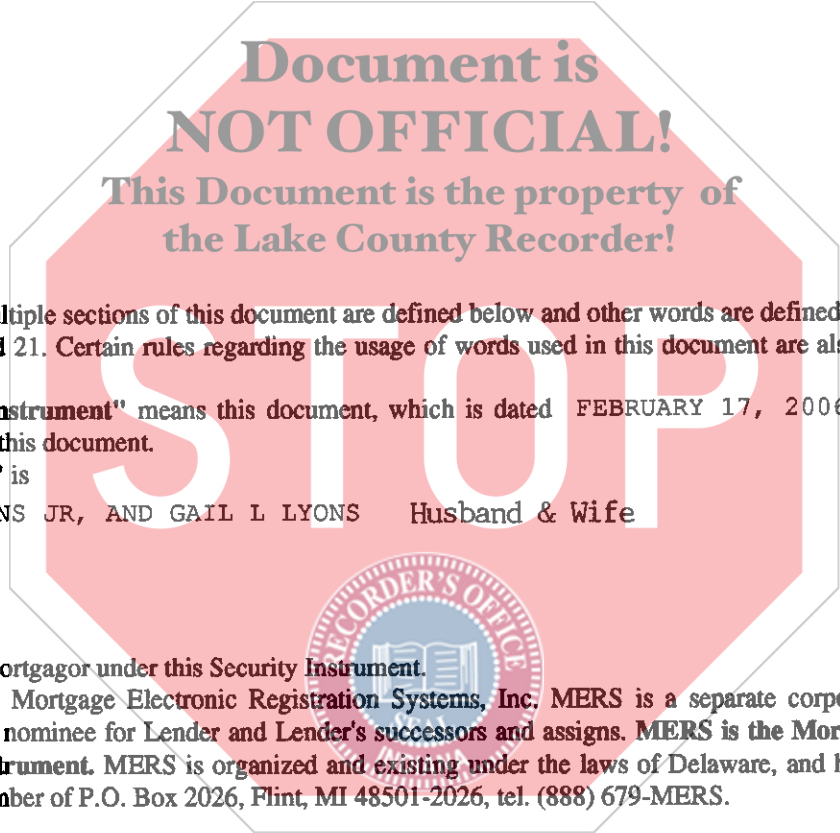 Document is
NOT OFFICIAL!
This Document is the property of
the Lake County Recorder!
STOP
ltiple sections of this document are defined below and other words are defined
21. Certain rules regarding the usage of words used in this document are als
nstrument" means this document, which is dated FEBRUARY 17, 2006
this document.
" is
NS JR, AND GAIL L LYONS Husband & Wife
RECORDER'S OFFICE
ortgagor under this Security Instrument.
Mortgage Electronic Registration Systems, Inc. MERS is a separate corp
nominee for Lender and Lender's successors and assigns. MERS is the Mor
SEAL
trument. MERS is organized and existing under the laws of Delaware, and h
INDIANA
mber of P.O. Box 2026, Flint, MI 48501-2026, tel. (888) 679-MERS.